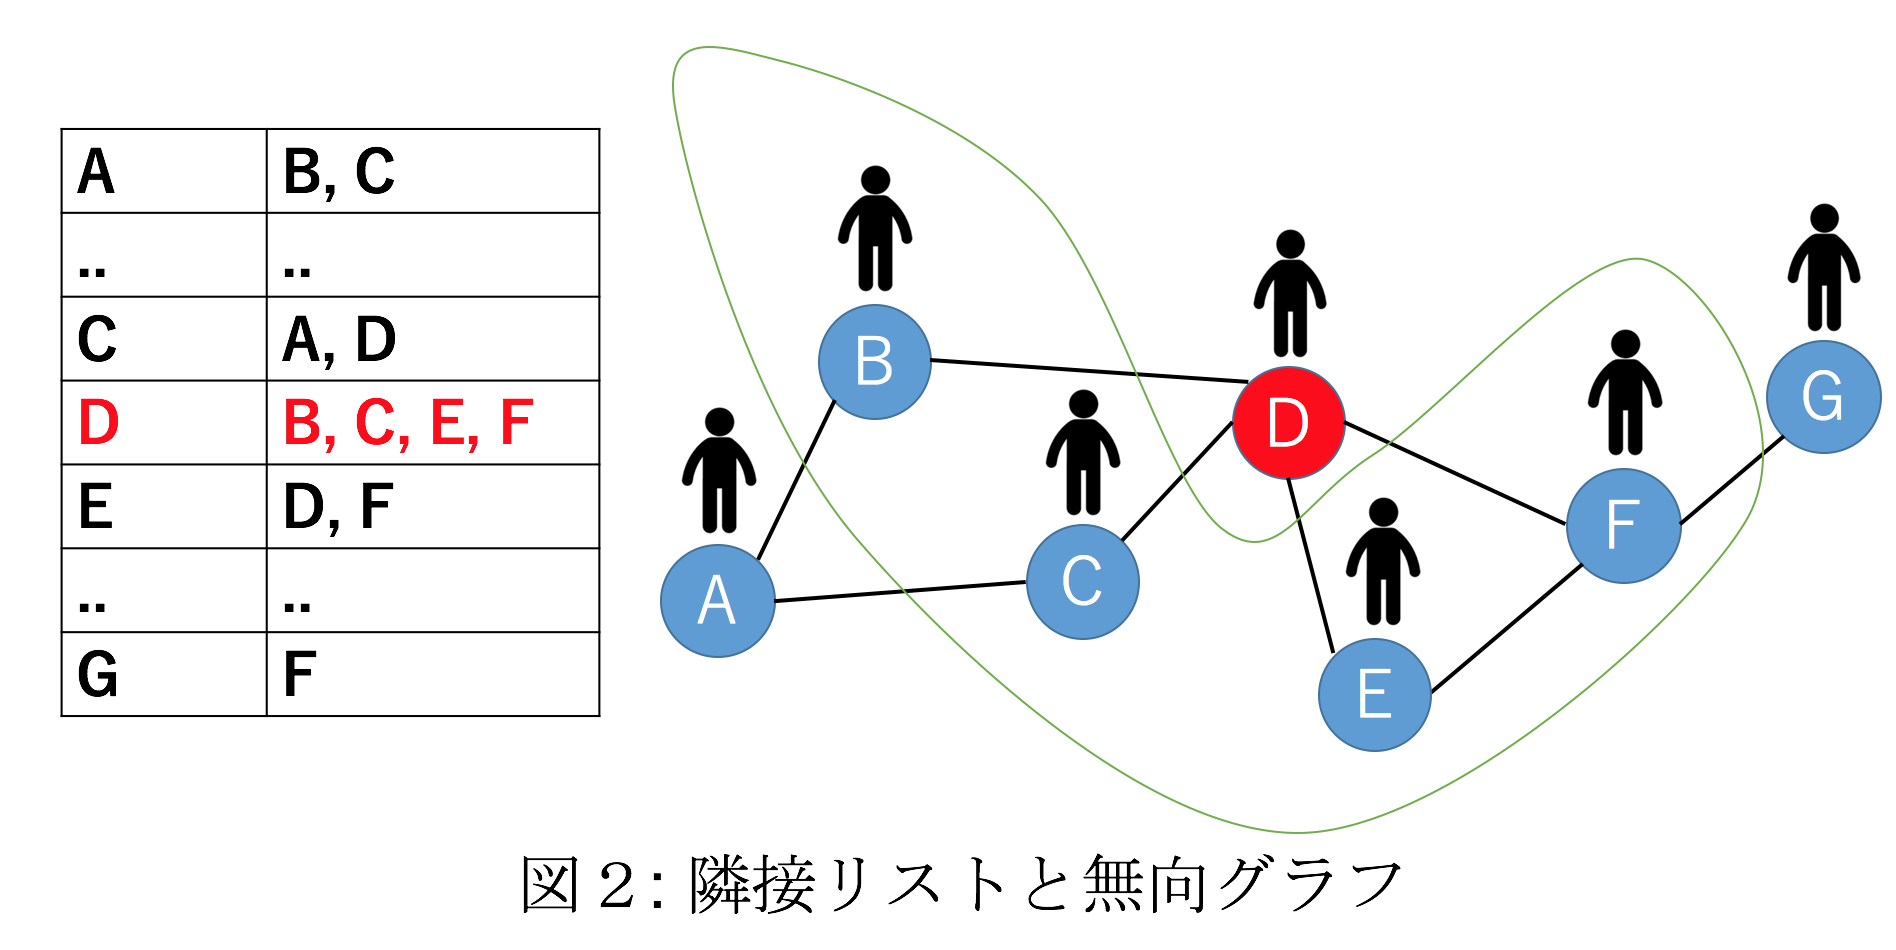 A B, C
.. ..
C A, D
D B, C, E, F
E D, F
.. ..
G F
B
D
G
F
C
A
E
図2: 隣接リストと無向グラフ